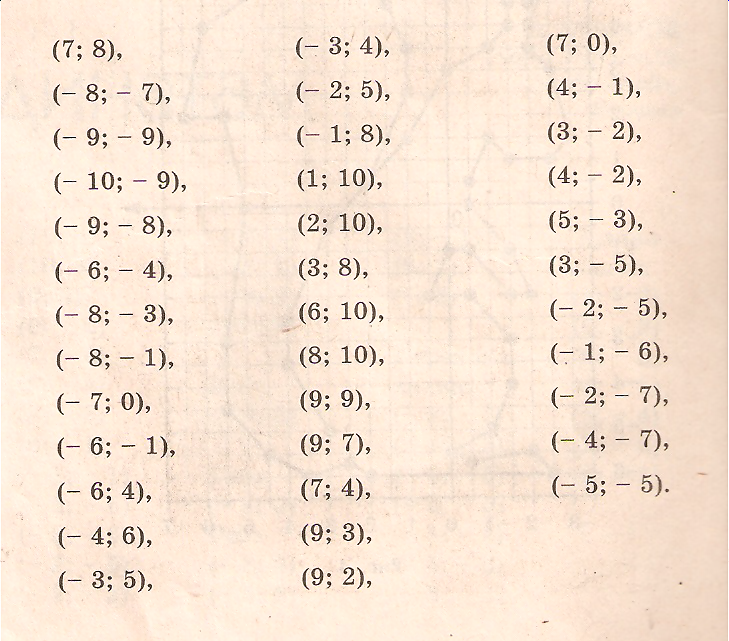 (7; 8),
(– 8; – 7),
(– 9; – 9),
(– 10; – 9),
(– 9; – 8),
(– 6; – 4),
(– 8; – 3),
(– 8; – 1),
(– 7; 0),
(– 6; – 1),
(– 6; 4),
(– 4; 6),
(– 3; 5),
(– 3; 4),
(– 2; 5),
(– 1; 8),
(1; 10),
(2; 10),
(3; 8),
(6; 10),
(8; 10),
(9; 9),
(9; 7),
(7; 4),
(9; 3),
(9; 2),
(7; 0),
(4; – 1),
(3; – 2),
(4; – 2),
(5; – 3),
(3; – 5),
(– 2; – 5),
(– 1; – 6),
(– 2; – 7),
(– 4; – 7),
(– 5; – 5).